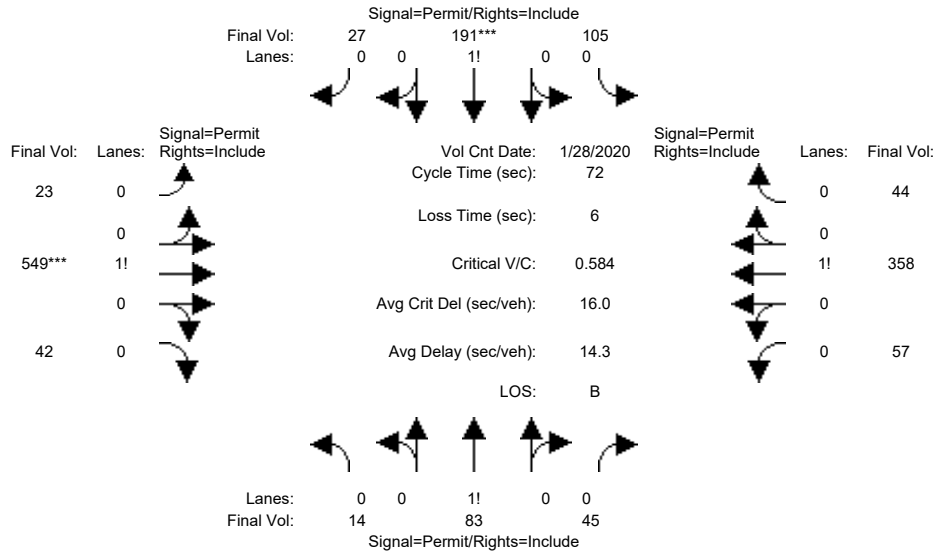 Signal=Permit/Rights=Include
Final Vol: 27 191*** 105
Lanes: 0 0 1! 0 0
Signal=Permit Signal=Permit
Final Vol: Lanes: Rights=Include Vol Cnt Date: 1/28/2020 Rights=Include Lanes: Final Vol:
Cycle Time (sec): 72
23 0 0 44
Loss Time (sec): 6
0 0
549*** 1! Critical V/C: 0.584 1! 358
0 Avg Crit Del (sec/veh): 16.0 0
42 0 Avg Delay (sec/veh): 14.3 0 57
LOS: B
Lanes: 0 0 1! 0 0
Final Vol: 14 83 45
Signal=Permit/Rights=Include